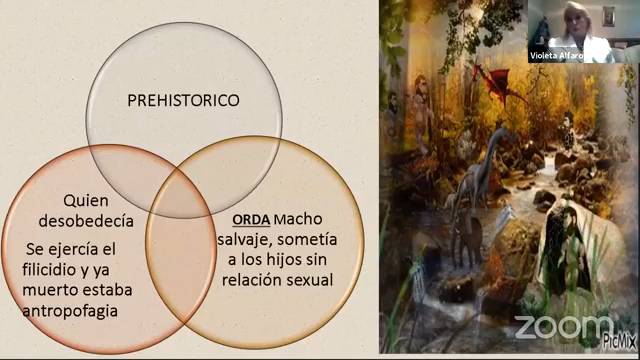 PREHISTORICO
Quien
desobedecía
Se ejercía el
filicidio y ya
muerto estaba
antropofagia
ORDA Macho
salvaje, sometía
a los hijos sin
relación sexual
Violeta Alfaro
zoom
PicMix